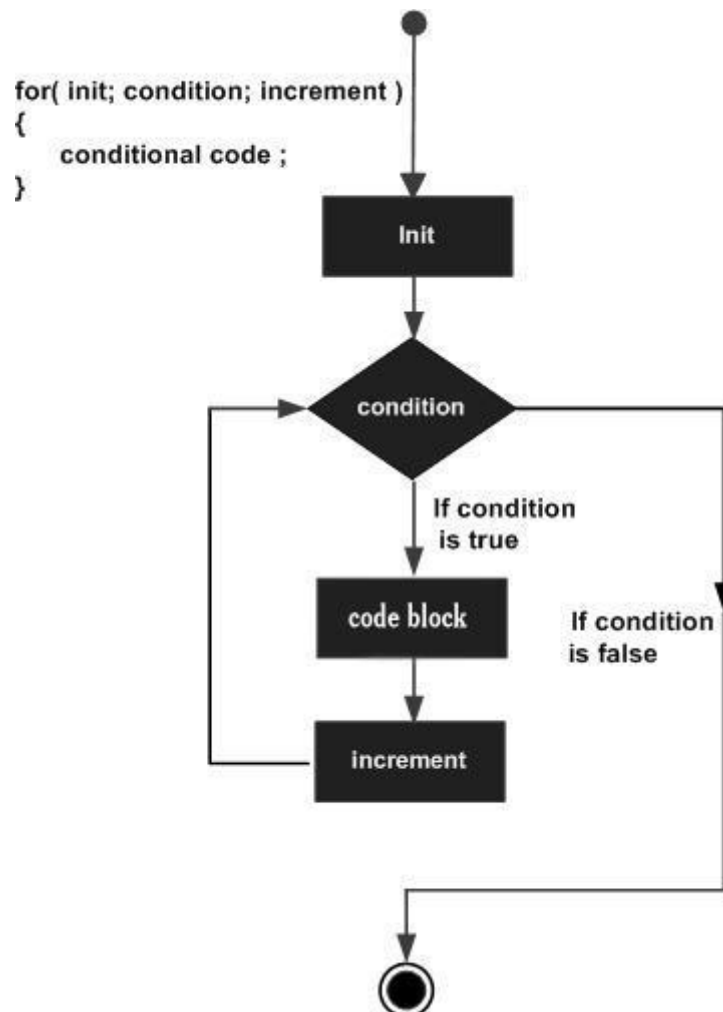 for( init; condition; increment )
{
conditional code ;
}
Init
condition
If condition
is true
code block
If condition
is false
increment